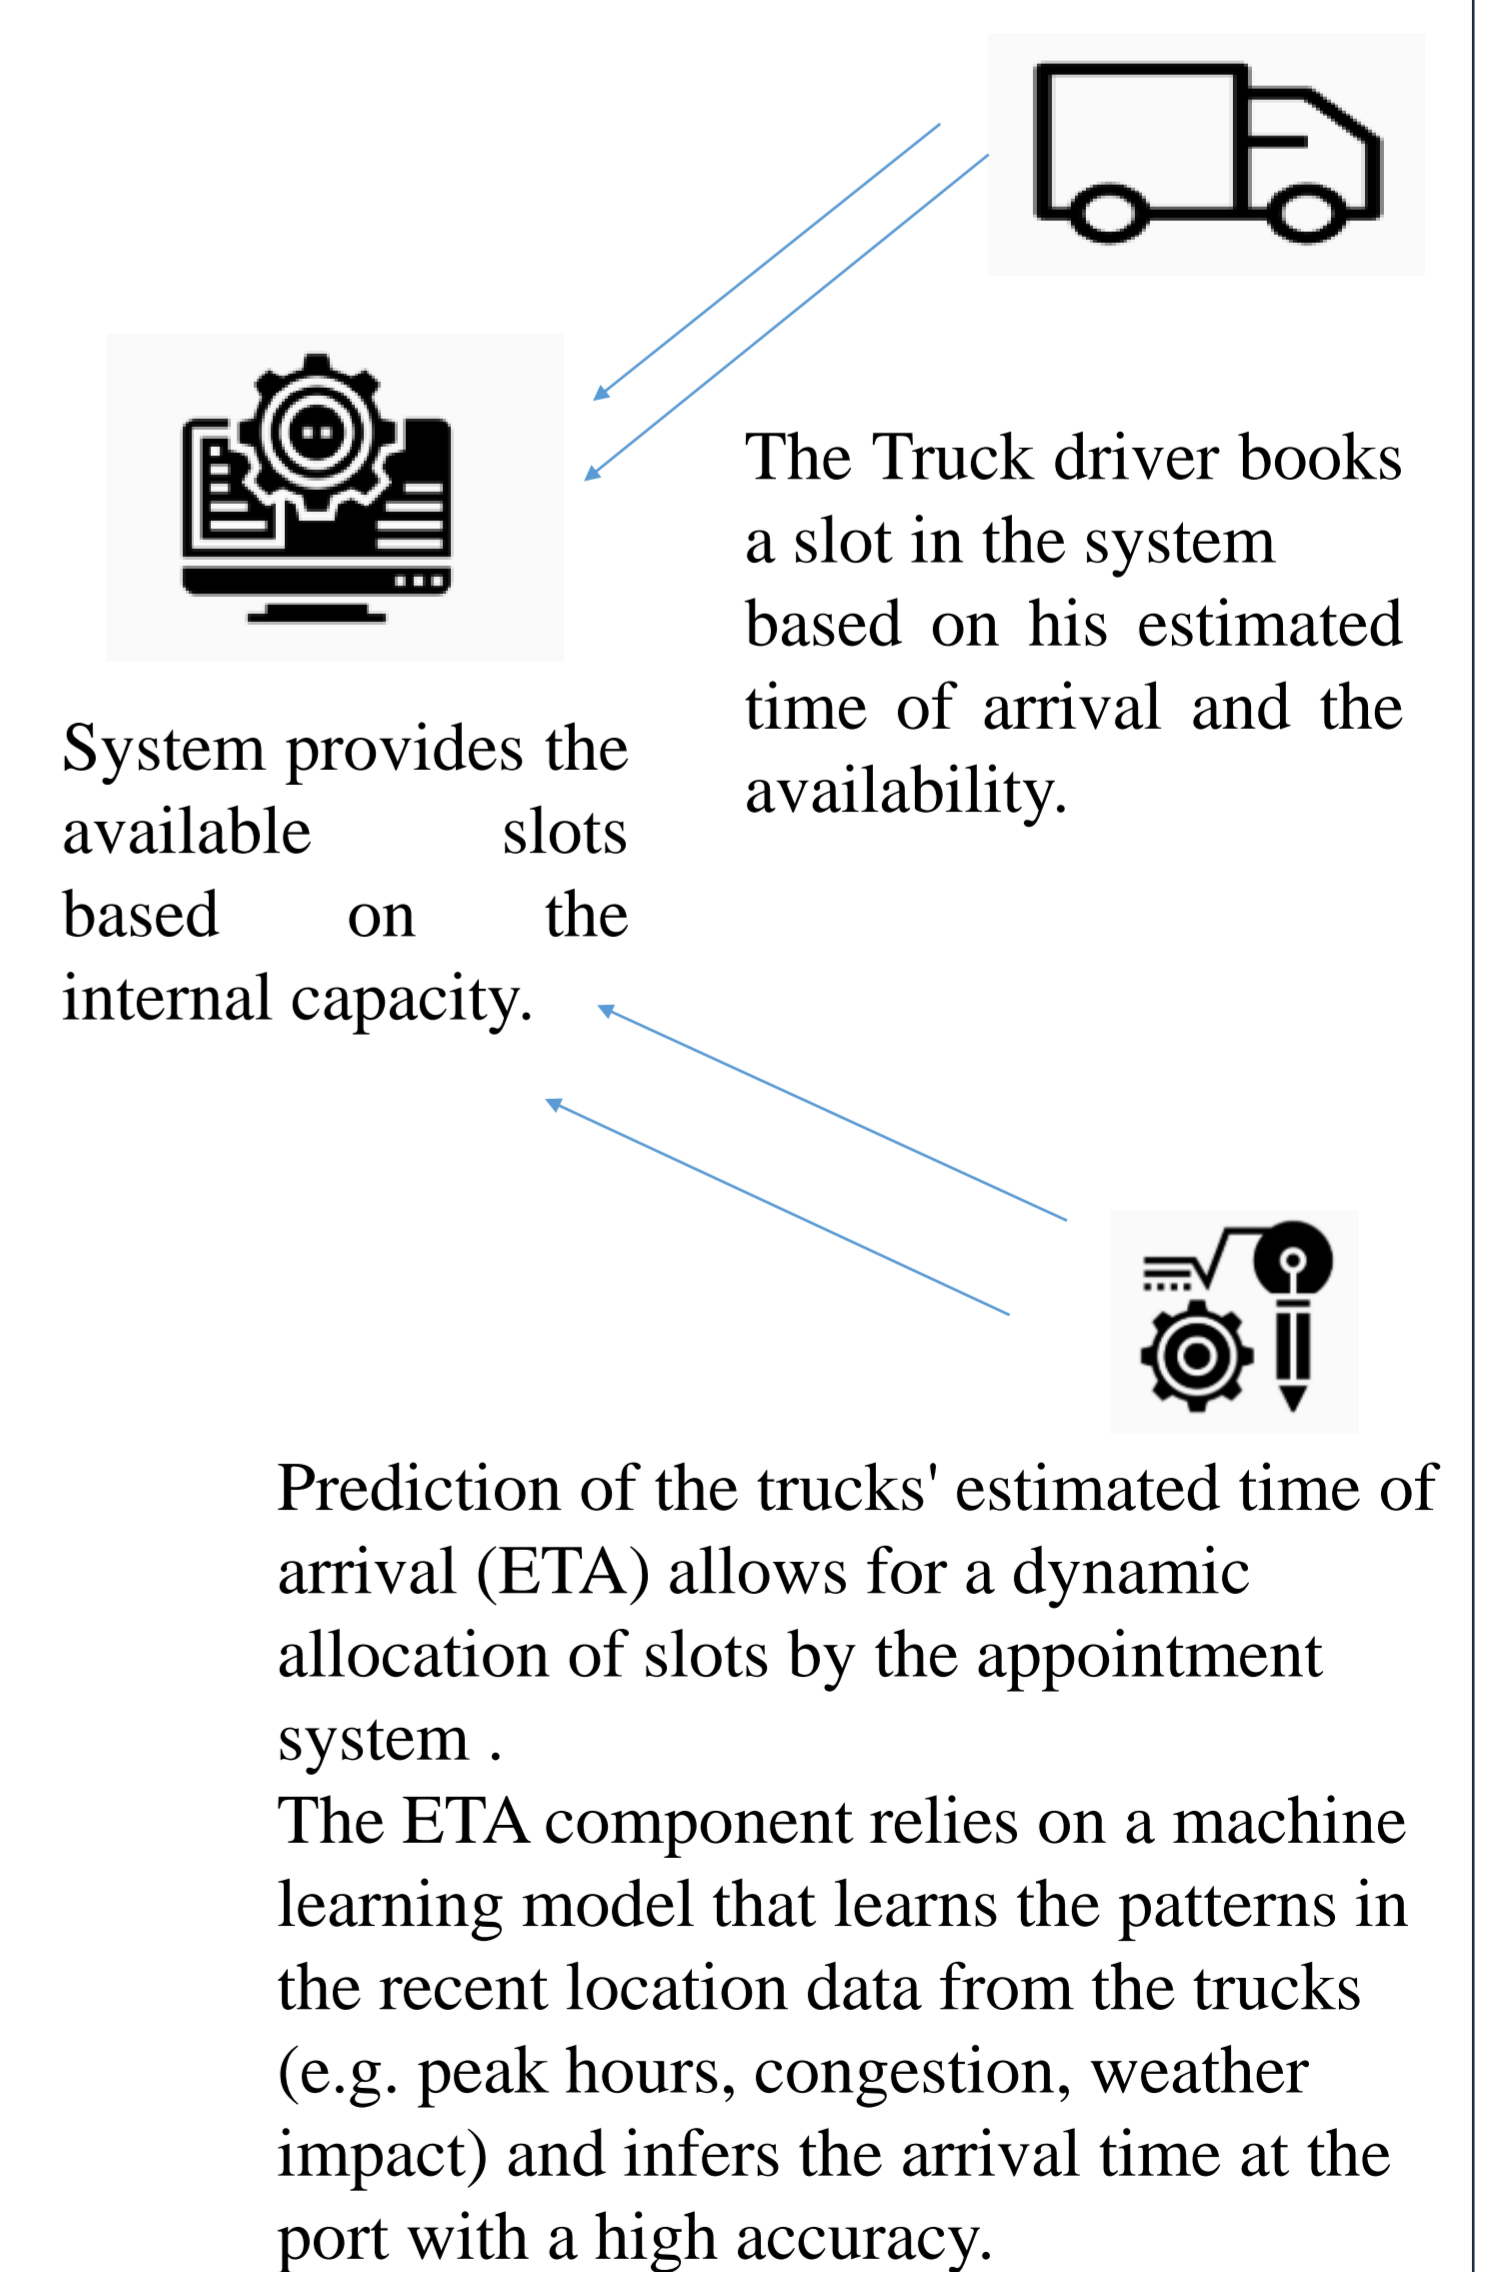 The Truck driver books
a slot in the system
based on his estimated
time of arrival and the
availability.
System provides the
available slots
based on the
internal capacity.
Prediction of the trucks' estimated time of
arrival (ETA) allows for a dynamic
allocation of slots by the appointment
system .
The ETA component relies on a machine
learning model that learns the patterns in
the recent location data from the trucks
(e.g. peak hours, congestion, weather
impact) and infers the arrival time at the
port with a high accuracy.